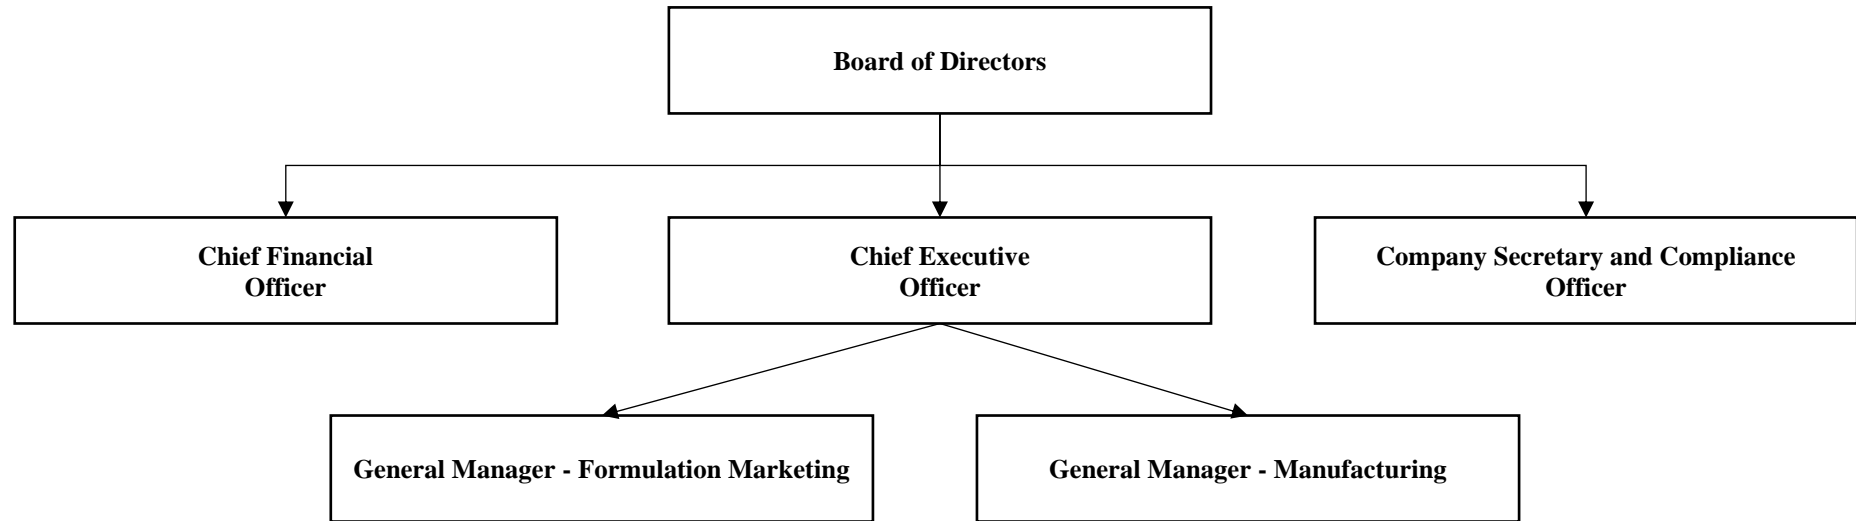 Board of Directors
Chief Financial
Officer
Chief Executive
Officer
Company Secretary and Compliance
Officer
General Manager - Formulation Marketing
General Manager - Manufacturing